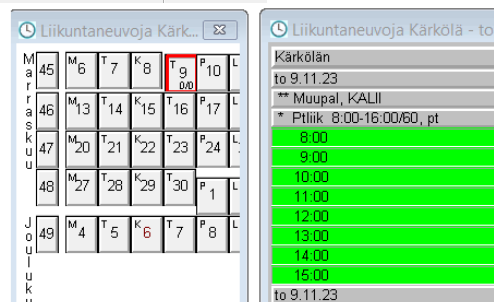 Liikuntaneuvoja Kärk...
Marraskuu
45 M6 T7 K8 T9 0/0 P10 L
46 M13 T14 K15 T16 P17 L
47 M20 T21 K22 T23 P24 L
48 M27 T28 K29 T30 P1 L
Jouluku
49 M4 T5 K6 T7 P8 L
Liikuntaneuvoja Kärkölä - to
Kärkölän
to 9.11.23
** Muupal, KALII
* Ptliik 8:00-16:00/60, pt
8:00
9:00
10:00
11:00
12:00
13:00
14:00
15:00
to 9.11.23